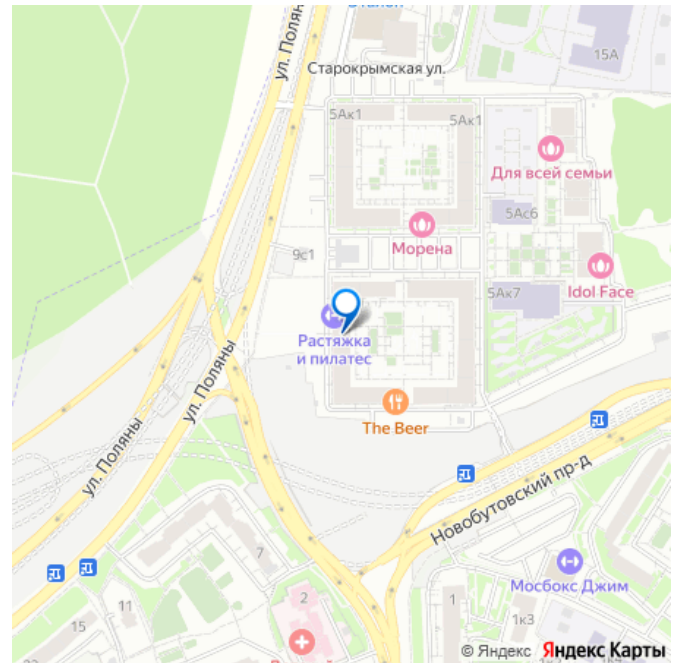 Эталон
ул. Поляны
15А
Старокрымская ул.
5Ак1
5Ак1
Для всей семьи
5Ас6
Морена
9с1
Idol Face
5Ак7
Растяжка
и пилатес
ул. Поляны
The Beer
ул. Поляны
Новобутовский пр-д
7
Мосбокс Джим
2
11
1
15
1к3
© Яндекс Яндекс Карты